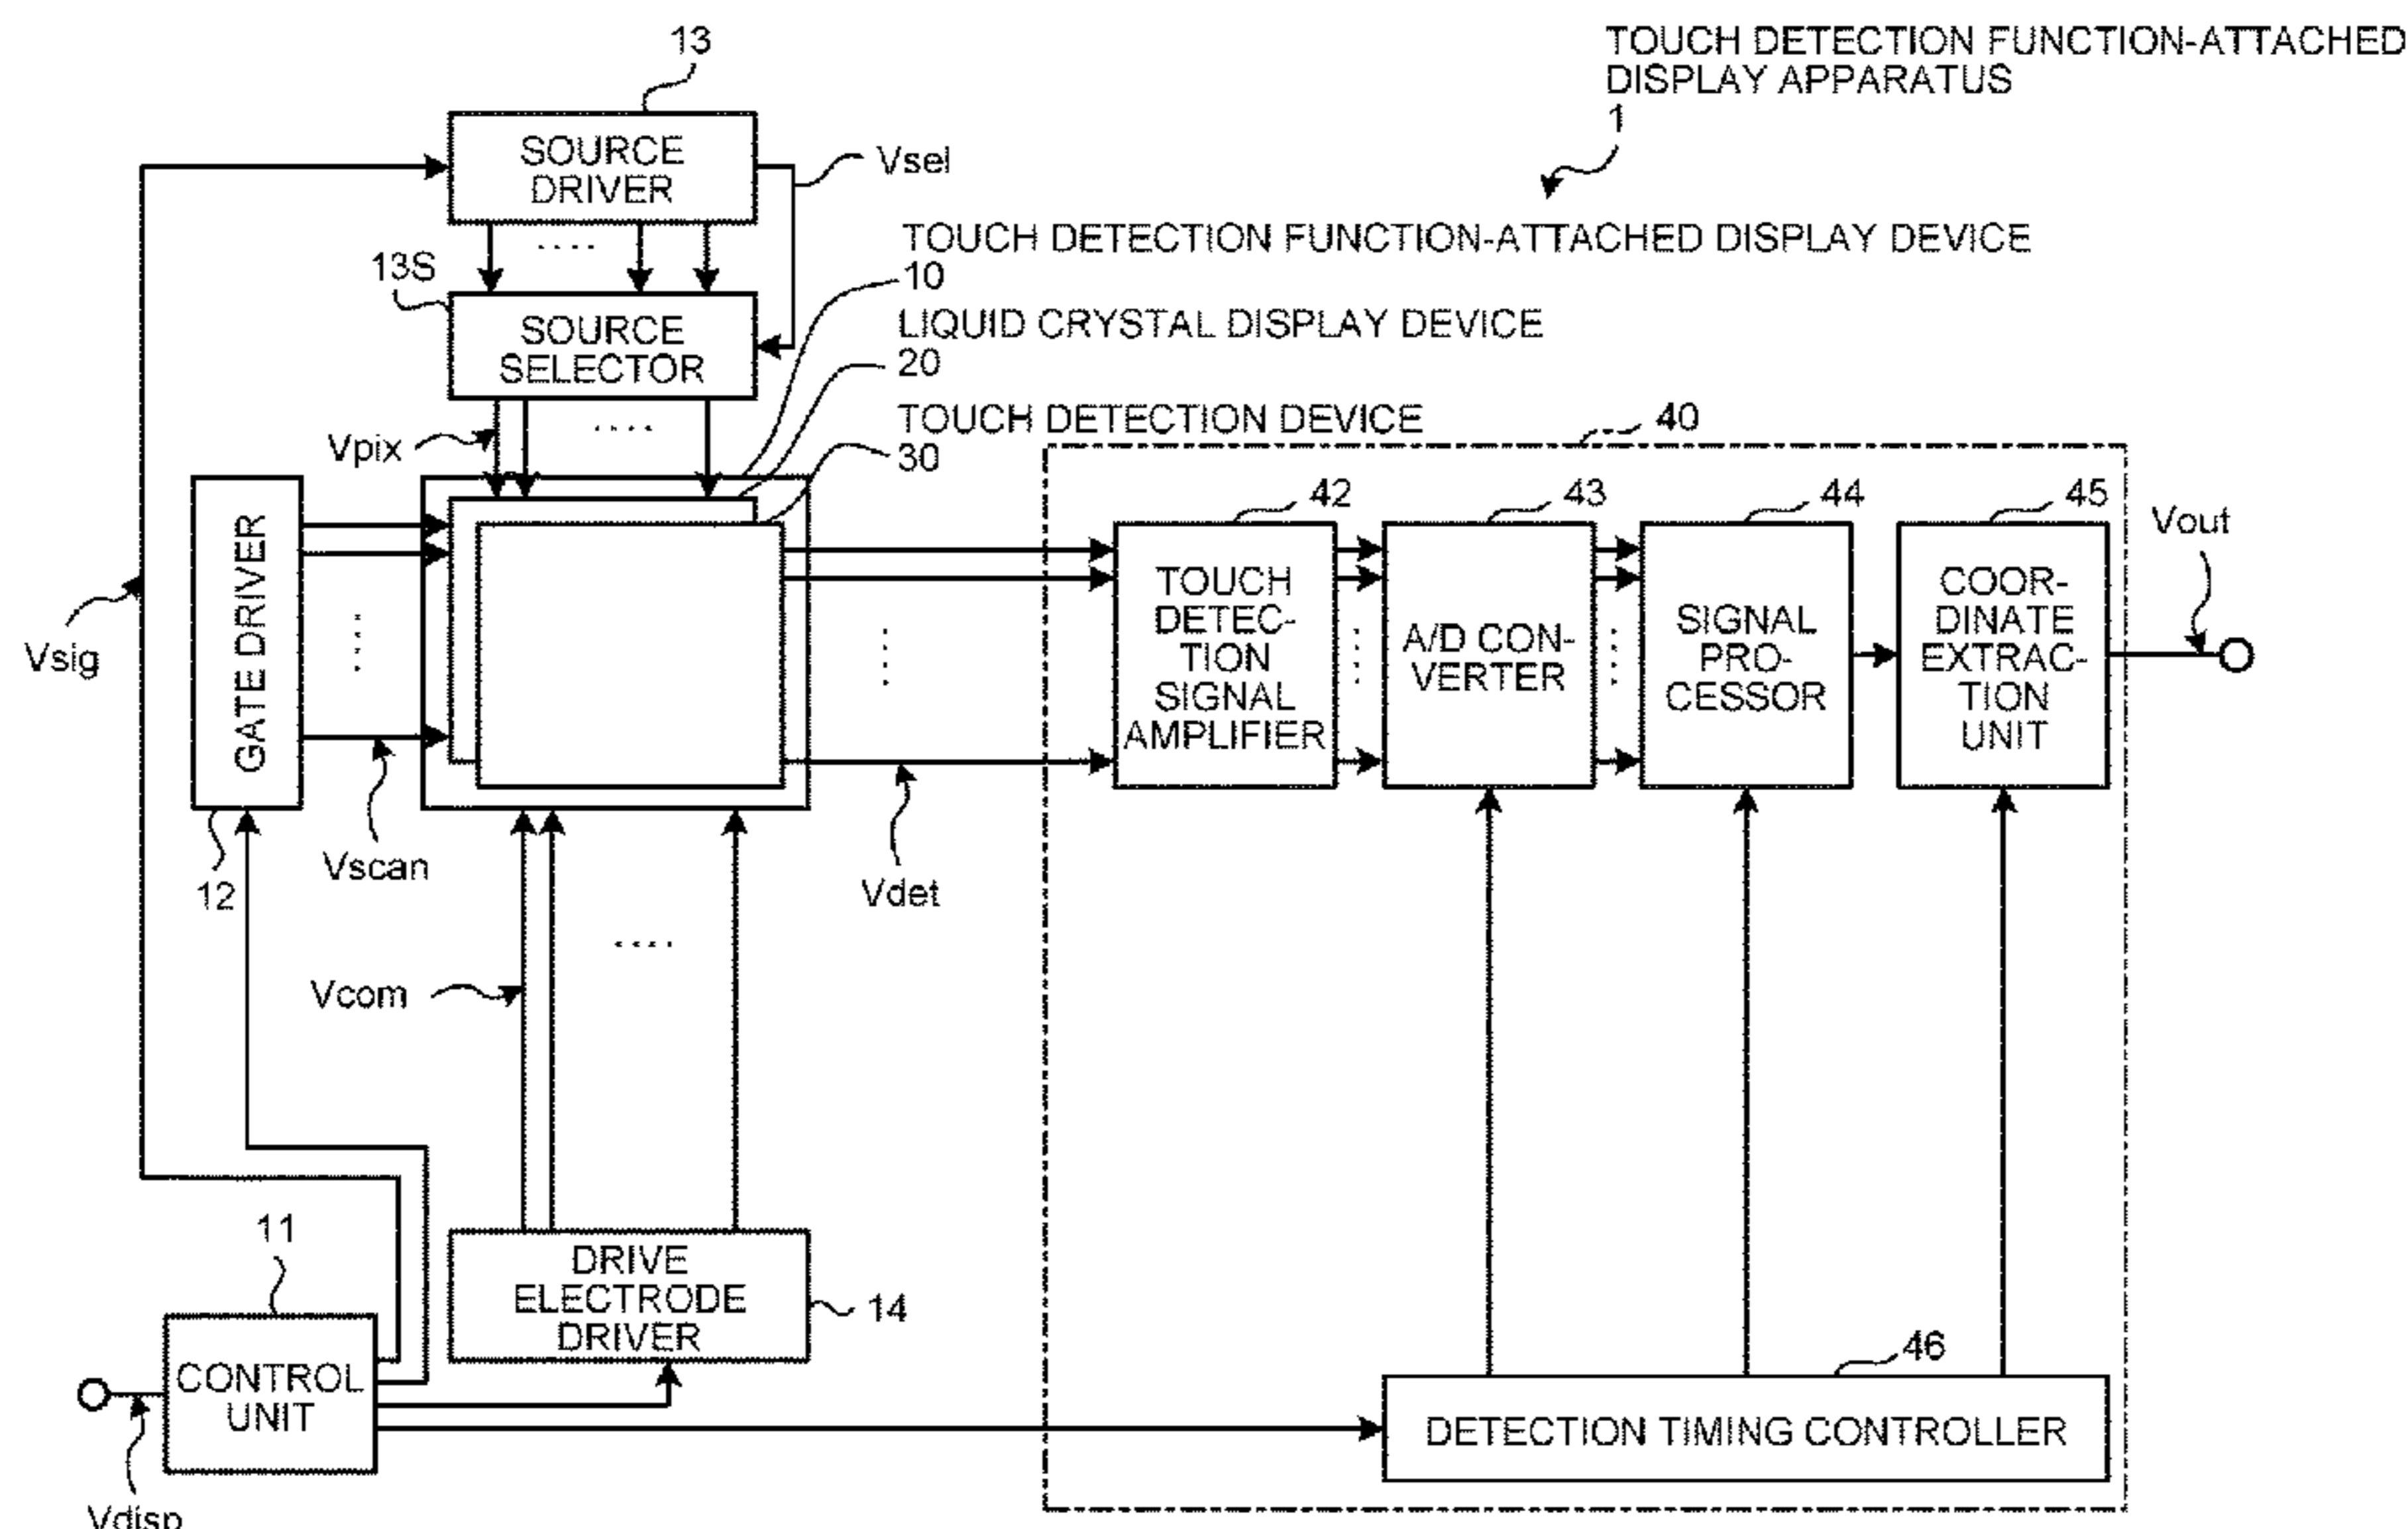 TOUCH DETECTION FUNCTION-ATTACHED
DISPLAY APPARATUS
1
13
SOURCE
DRIVER
Vsel
TOUCH DETECTION FUNCTION-ATTACHED DISPLAY DEVICE
10
13S
SOURCE
SELECTOR
LIQUID CRYSTAL DISPLAY DEVICE
20
TOUCH DETECTION DEVICE
30
40
Vpix
GATE DRIVER
12
Vsig
Vscan
Vdet
42
TOUCH
DETEC-
TION
SIGNAL
AMPLIFIER
43
A/D CON-
VERTER
44
SIGNAL
PRO-
CESSOR
45
COOR-
DINATE
EXTRAC-
TION
UNIT
Vout
Vcom
11
CONTROL
UNIT
Vdisp
DRIVE
ELECTRODE
DRIVER
14
46
DETECTION TIMING CONTROLLER